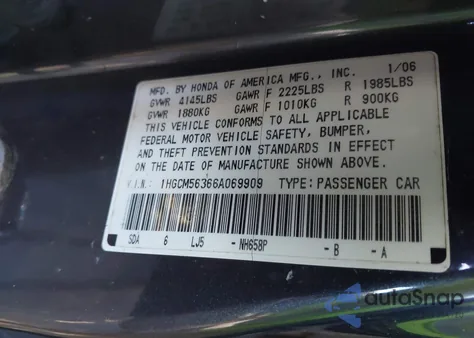 MFD. BY HONDA OF AMERICA MFG., INC. 1/06
GVWR 4145LBS GAWR F 2225LBS R 1985LBS
GVWR 1880KG GAWR F 1010KG R 900KG
THIS VEHICLE CONFORMS TO ALL APPLICABLE
FEDERAL MOTOR VEHICLE SAFETY, BUMPER,
AND THEFT PREVENTION STANDARDS IN EFFECT
ON THE DATE OF MANUFACTURE SHOWN ABOVE.
V.I.N.: 1HGCM56366A069909 TYPE: PASSENGER CAR
SDA 6 LJ5 -NH658P -B -A
autoSnap